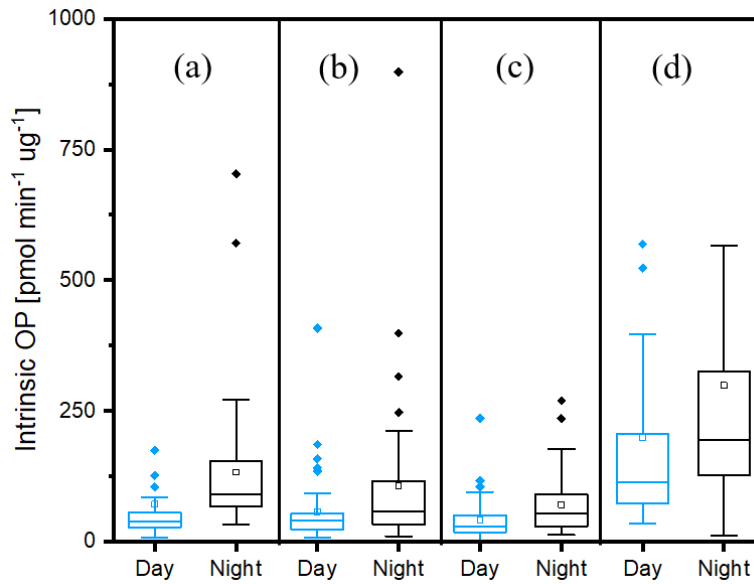 Intrinsic OP [pmol min⁻¹ ug⁻¹]
1000
750
500
250
0
(a)
(b)
(c)
(d)
Day Night Day Night Day Night Day Night